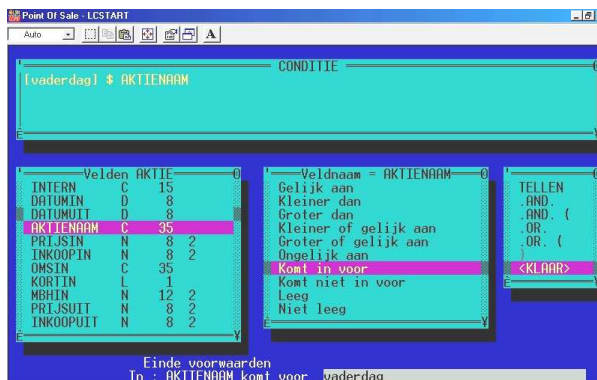 Point Of Sale - LCSTART
Auto A
CONDITIE
[vaderdag] $ AKTIENAAM
Velden AKTIE
INTERN C 15
DATUMIN D 8
DATUMUIT D 8
AKTIENAAM C 35
PRIJSIN N 8 2
INKOOPIN N 8 2
OMSIN C 35
KORTIN L 1
MBHIN N 12 2
PRIJSUIT N 8 2
INKOOPUIT N 8 2
Veldnaam = AKTIENAAM
Gelijk aan
Kleiner dan
Groter dan
Kleiner of gelijk aan
Groter of gelijk aan
Ongelijk aan
Komt in voor
Komt niet in voor
Leeg
Niet leeg
TELLEN
.AND.
.AND. (
.OR.
.OR. (
)
<KLAAR>
Einde voorwaarden
In : AKTIENAAM komt voor vaderdag